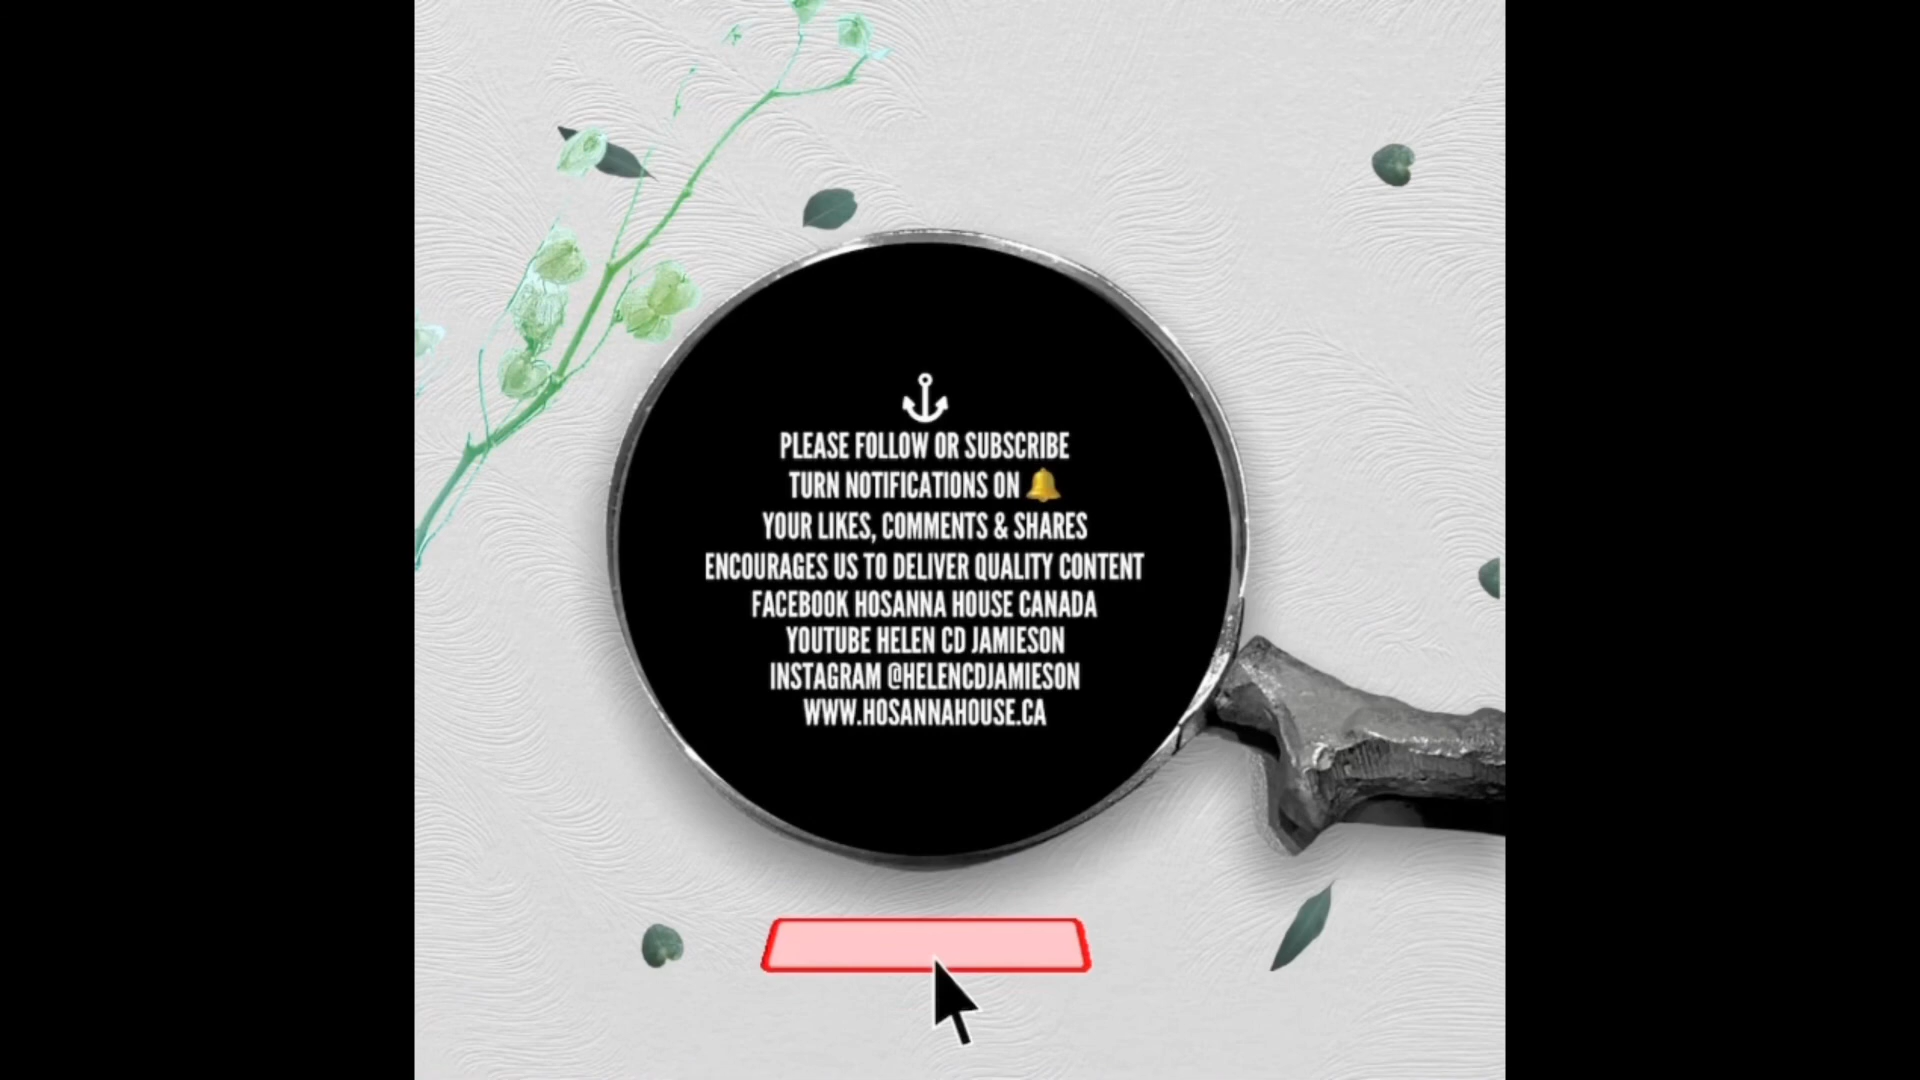 PLEASE FOLLOW OR SUBSCRIBE
TURN NOTIFICATIONS ON 🔔
YOUR LIKES, COMMENTS & SHARES
ENCOURAGES US TO DELIVER QUALITY CONTENT
FACEBOOK HOSANNA HOUSE CANADA
YOUTUBE HELEN CD JAMIESON
INSTAGRAM @HELENCDJAMIESON
WWW.HOSANNAHOUSE.CA